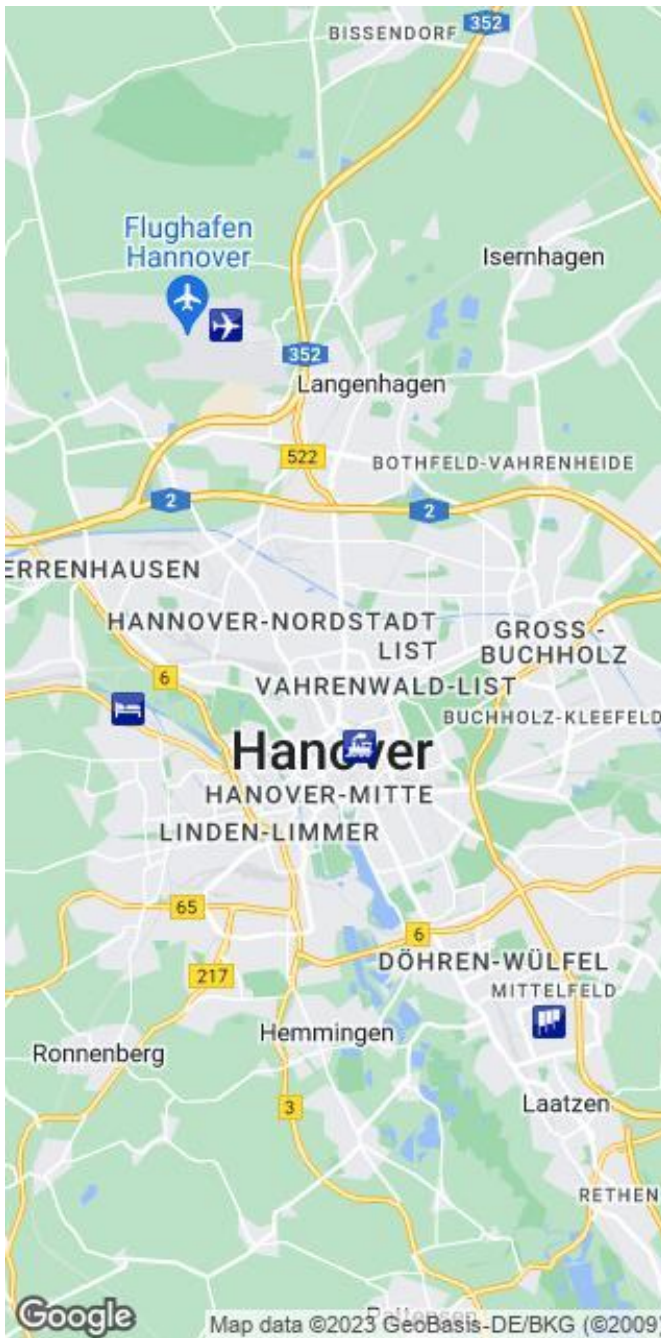 BISSENDORF
352
Flughafen
Hannover
Isernhagen
352
Langenhagen
522
BOTHFELD-VAHRENHEIDE
2
2
ERRENHAUSEN
HANNOVER-NORDSTADT
LIST
GROSS -
BUCHHOLZ
6
VAHRENWALD-LIST
BUCHHOLZ-KLEEFELD
Hanover
HANOVER-MITTE
LINDEN-LIMMER
65
6
DÖHREN-WÜLFEL
217
MITTELFELD
Hemmingen
Ronnenberg
3
Laatzen
RETHEN
Google
Map data ©2023 GeoBasis-DE/BKG (©2009